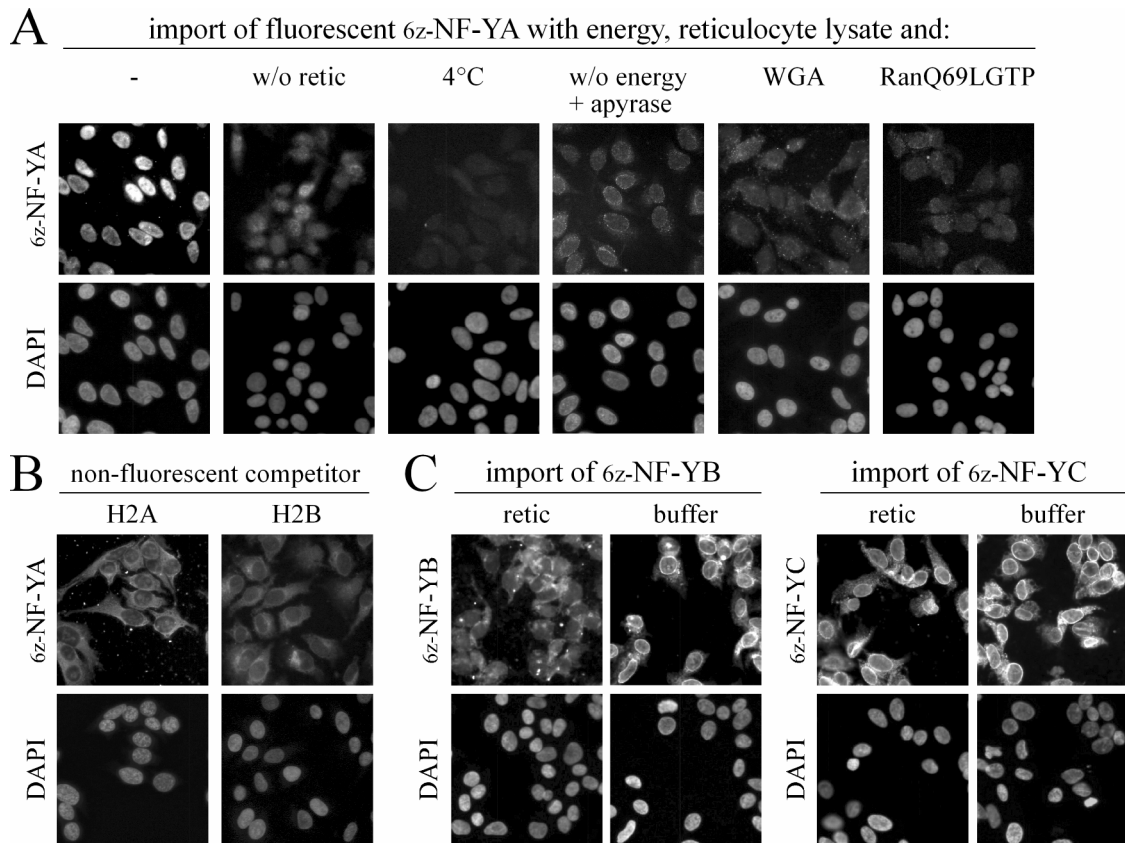 A
import of fluorescent 6z-NF-YA with energy, reticulocyte lysate and:
- w/o retic 4°C w/o energy + apyrase WGA RanQ69LGTP
6z-NF-YA
DAPI
B
non-fluorescent competitor
H2A H2B
6z-NF-YA
DAPI
C
import of 6z-NF-YB
retic buffer
6z-NF-YB
DAPI
import of 6z-NF-YC
retic buffer
6z-NF-YC
DAPI